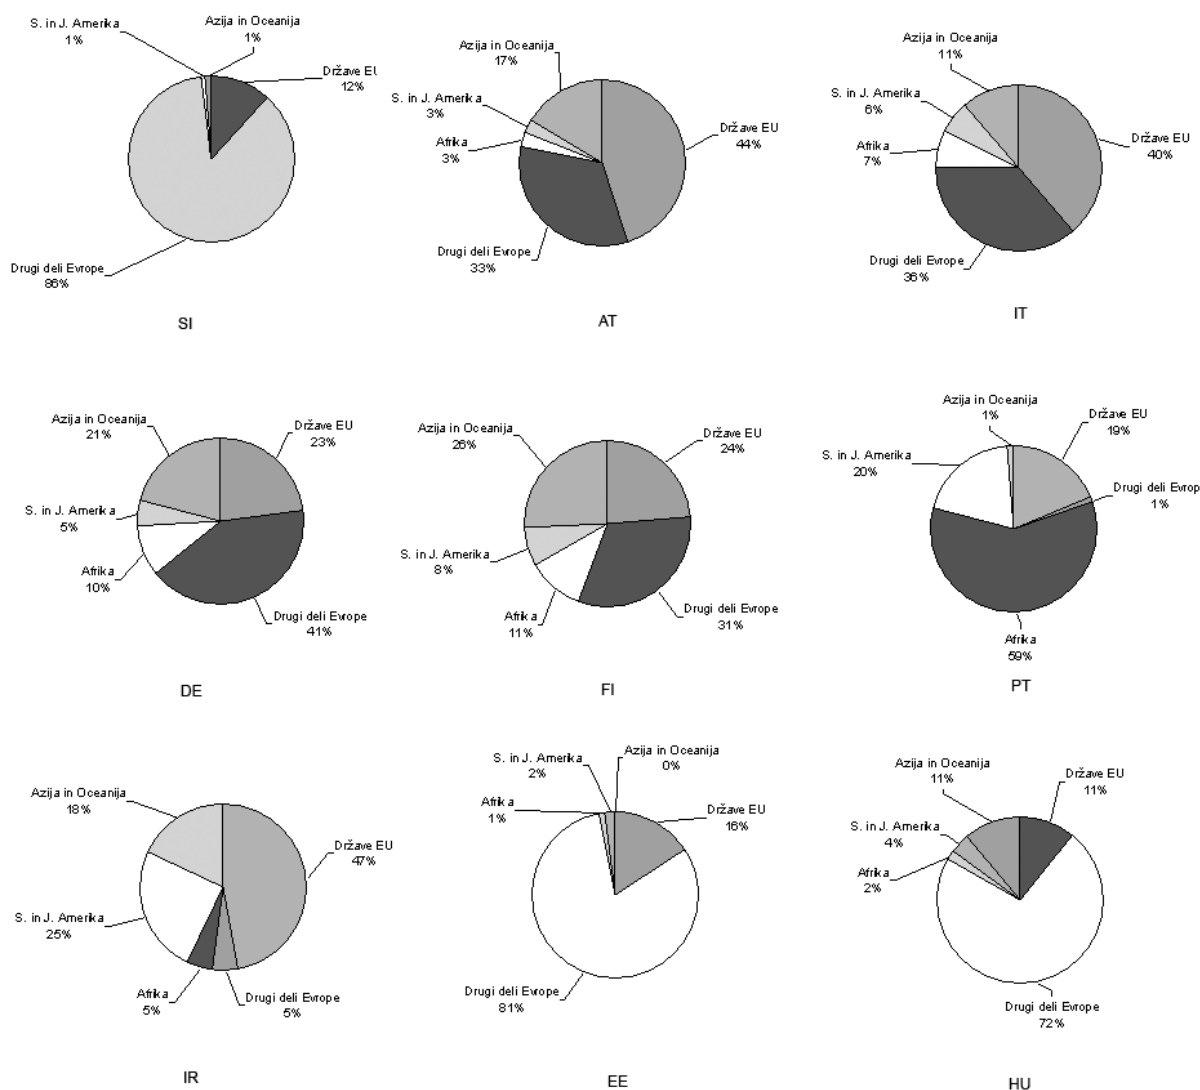 S. in J. Amerika
1%
Azija in Oceanija
1%
Države EU
12%
Drugi deli Evrope
86%
SI
Azija in Oceanija
17%
S. in J. Amerika
3%
Afrika
3%
Države EU
44%
Drugi deli Evrope
33%
AT
Azija in Oceanija
11%
S. in J. Amerika
6%
Afrika
7%
Države EU
40%
Drugi deli Evrope
36%
IT
Azija in Oceanija
21%
Države EU
23%
S. in J. Amerika
5%
Afrika
10%
Drugi deli Evrope
41%
DE
Azija in Oceanija
26%
Države EU
24%
S. in J. Amerika
8%
Afrika
11%
Drugi deli Evrope
31%
FI
Azija in Oceanija
1%
Države EU
19%
S. in J. Amerika
20%
Drugi deli Evrop
1%
Afrika
59%
PT
Azija in Oceanija
18%
Države EU
47%
S. in J. Amerika
25%
Afrika
5%
Drugi deli Evrope
5%
IR
S. in J. Amerika
2%
Azija in Oceanija
0%
Afrika
1%
Države EU
16%
Drugi deli Evrope
81%
EE
Azija in Oceanija
11%
Države EU
11%
S. in J. Amerika
4%
Afrika
2%
Drugi deli Evrope
72%
HU